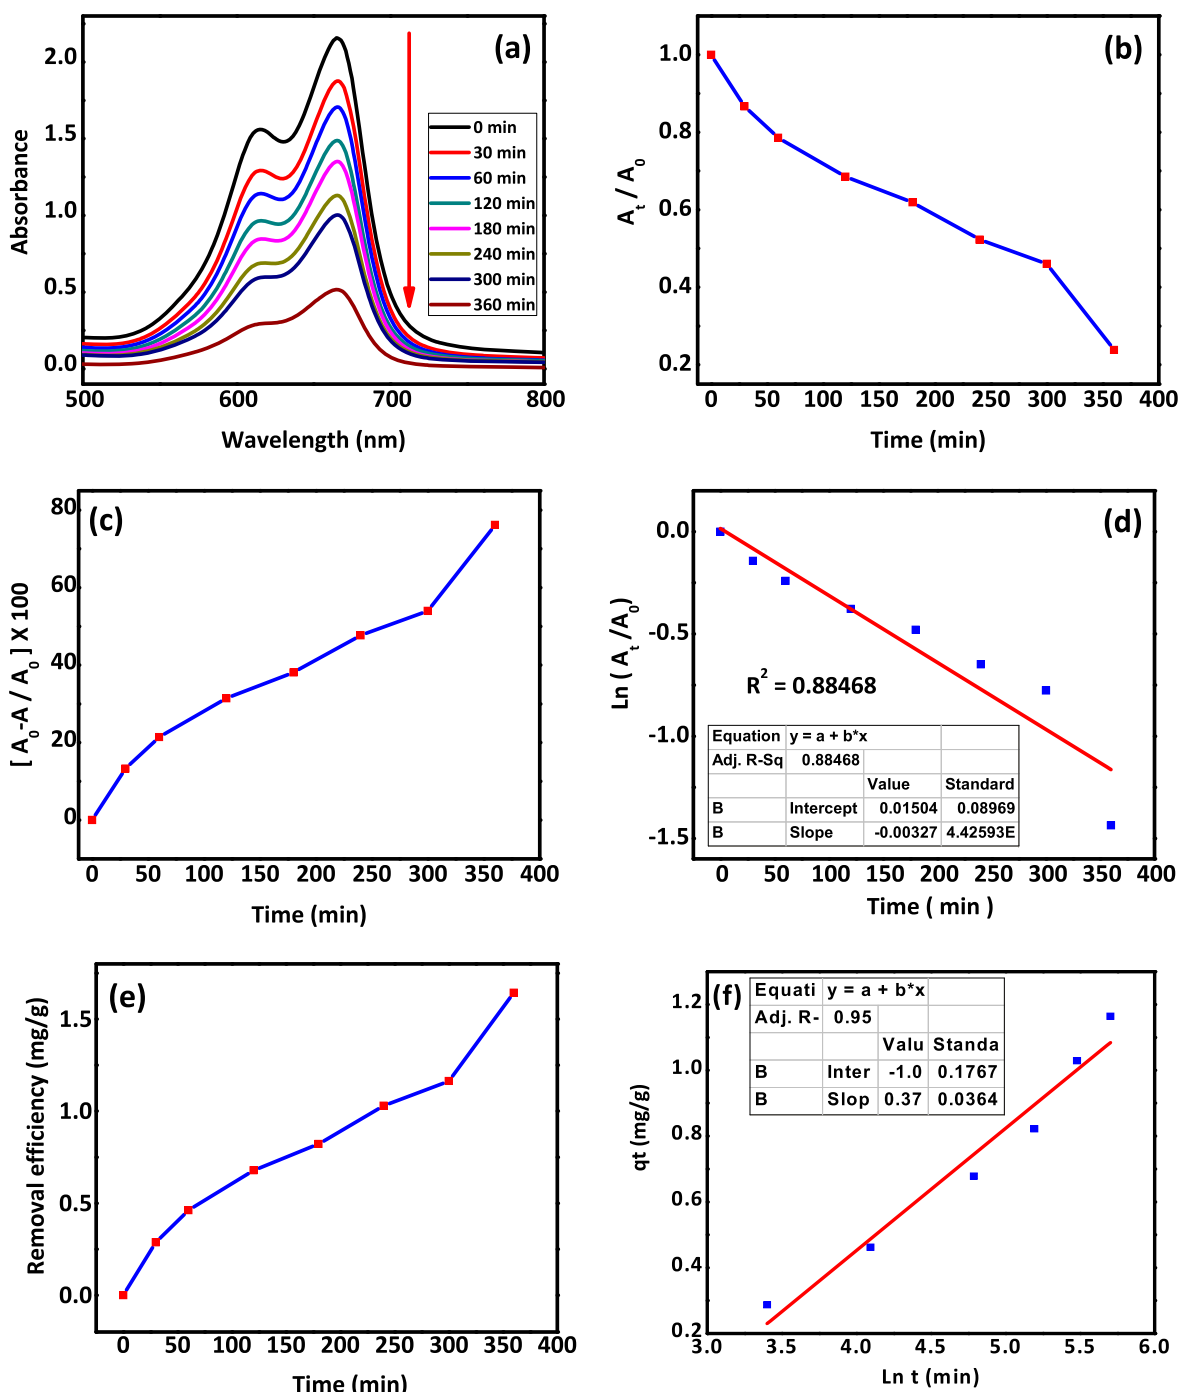 (a)
2.0
1.5
1.0
0.5
0.0
Absorbance
0 min
30 min
60 min
120 min
180 min
240 min
300 min
360 min
500 600 700 800
Wavelength (nm)
(b)
1.0
0.8
0.6
0.4
0.2
At / A0
0 50 100 150 200 250 300 350 400
Time (min)
(c)
80
60
40
20
0
[ A0-A / A0 ] X 100
0 50 100 150 200 250 300 350 400
Time (min)
(d)
0.0
-0.5
-1.0
-1.5
Ln ( At /A0)
R2 = 0.88468
Equation y = a + b*x
Adj. R-Sq 0.88468
Value Standard
B Intercept 0.01504 0.08969
B Slope -0.00327 4.42593E
0 50 100 150 200 250 300 350 400
Time ( min )
(e)
1.5
1.0
0.5
0.0
Removal efficiency (mg/g)
0 50 100 150 200 250 300 350 400
Time (min)
(f)
1.2
1.0
0.8
0.6
0.4
0.2
qt (mg/g)
Equati y = a + b*x
Adj. R- 0.95
Valu Standa
B Inter -1.0 0.1767
B Slop 0.37 0.0364
3.0 3.5 4.0 4.5 5.0 5.5 6.0
Ln t (min)